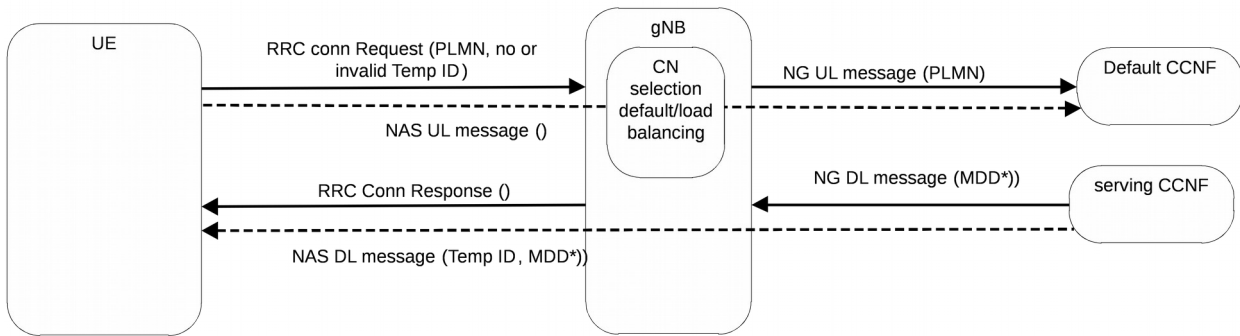 UE
gNB
RRC conn Request (PLMN, no or
invalid Temp ID)
CN
selection
default/load
balancing
NG UL message (PLMN)
Default CCNF
NAS UL message ()
RRC Conn Response ()
NG DL message (MDD*))
serving CCNF
NAS DL message (Temp ID, MDD*))